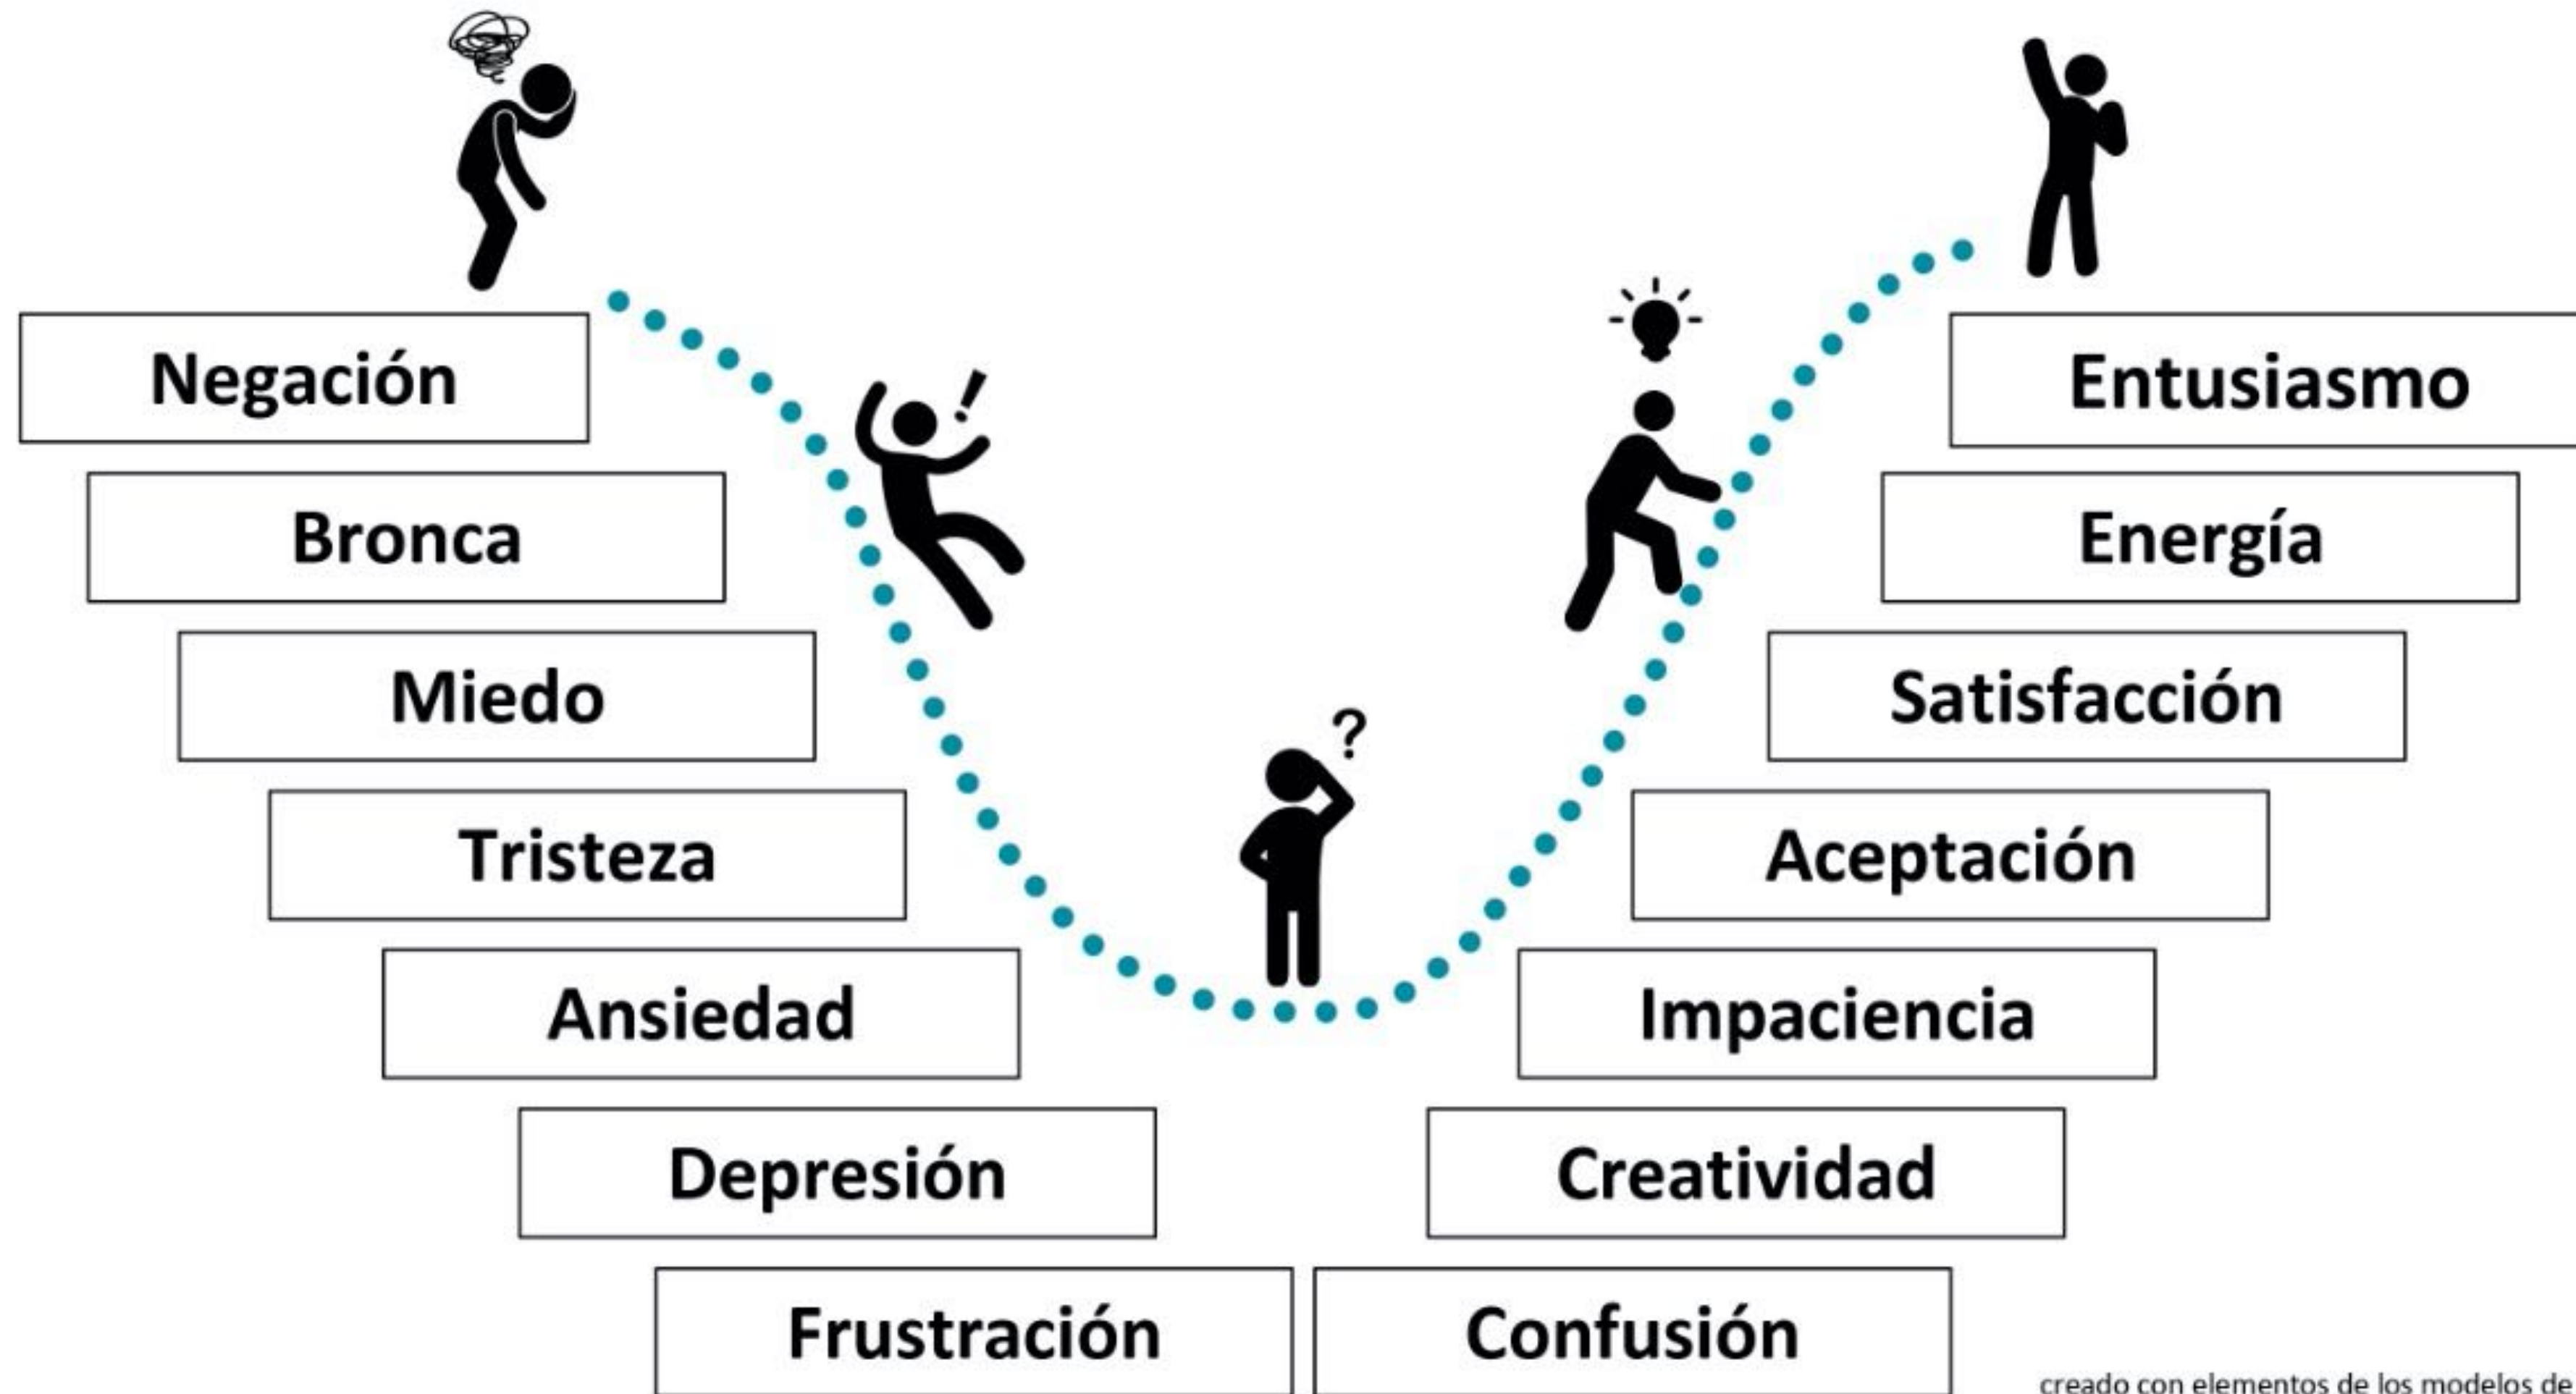 !
?
Negación
Bronca
Miedo
Tristeza
Ansiedad
Depresión
Frustración
Confusión
Creatividad
Impaciencia
Aceptación
Satisfacción
Energía
Entusiasmo
creado con elementos de los modelos de